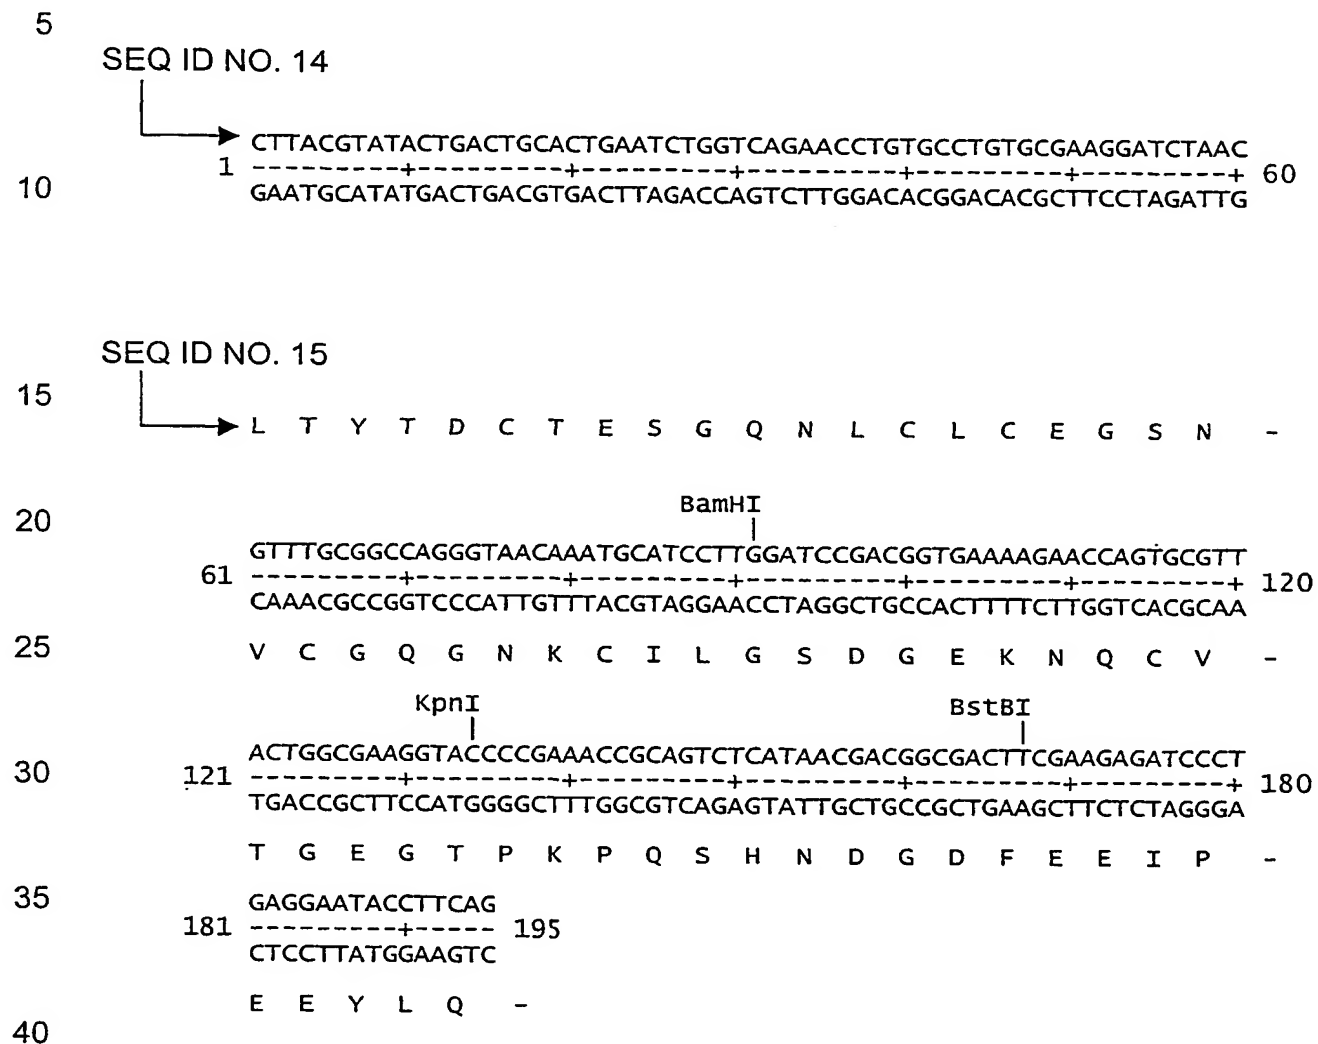 5
SEQ ID NO. 14
CTTACGTATACTGACTGCACTGAATCTGGTCAGAACCTGTGCCTGTGCGAAGGATCTAAC
1 ---------+---------+---------+---------+---------+---------+ 60
10
GAATGCATATGACTGACGTGACTTAGACCAGTCTTGGACACGGACACGCTTCCTAGATTG
SEQ ID NO. 15
15
L T Y T D C T E S G Q N L C L C E G S N -
20
BamHI
GTTTGCGGCCAGGGTAACAAATGCATCCTTGGATCCGACGGTGAAAAGAACCAGTGCGTT
61 ---------+---------+---------+---------+---------+---------+ 120
CAAACGCCGGTCCCATTGTTTACGTAGGAACCTAGGCTGCCACTTTTCTTGGTCACGCAA
25
V C G Q G N K C I L G S D G E K N Q C V -
KpnI BstBI
ACTGGCGAAGGTACCCCGAAACCGCAGTCTCATAACGACGGCGACTTCGAAGAGATCCCT
30
121 ---------+---------+---------+---------+---------+---------+ 180
TGACCGCTTCCATGGGGCTTTGGCGTCAGAGTATTGCTGCCGCTGAAGCTTCTCTAGGGA
T G E G T P K P Q S H N D G D F E E I P -
35
GAGGAATACCTTCAG
181 ---------+----- 195
CTCCTTATGGAAGTC
E E Y L Q -
40